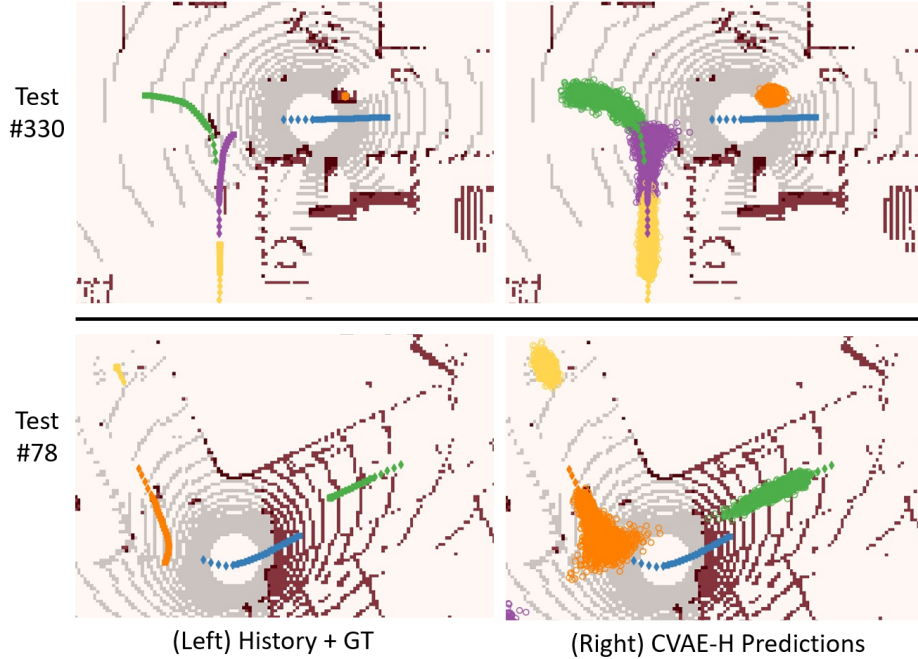 Test
#330
Test
#78
(Left) History + GT
(Right) CVAE-H Predictions